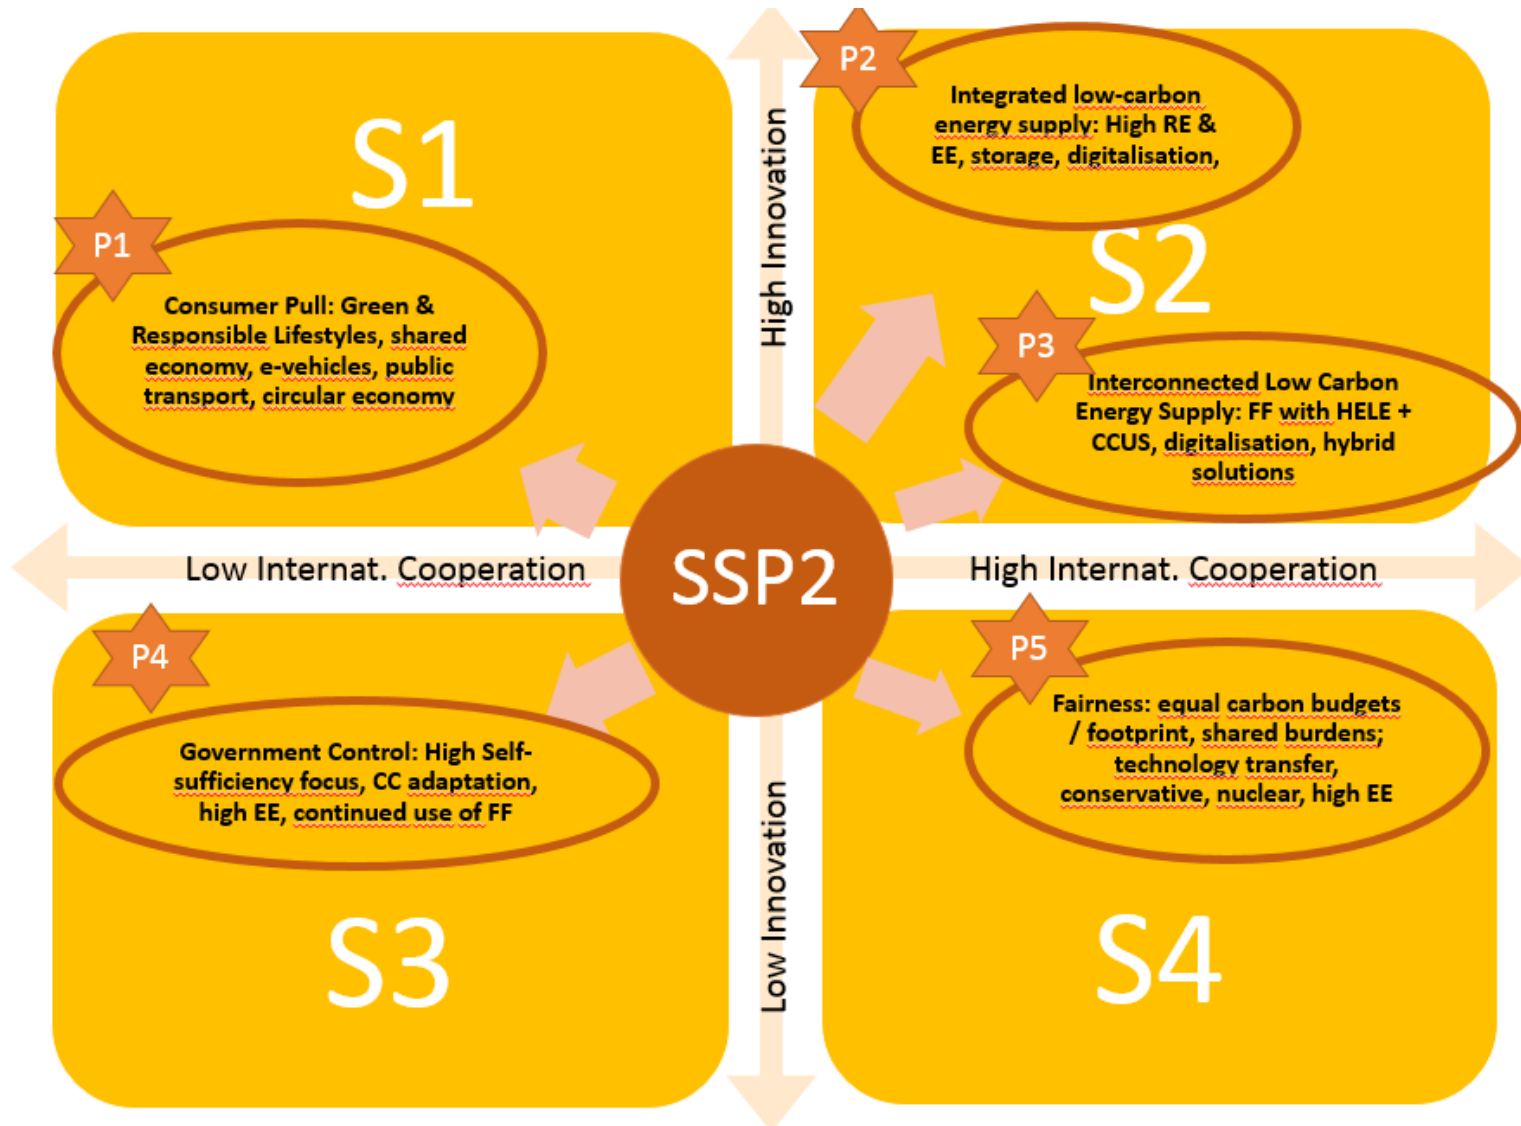 S1
P1
Consumer Pull: Green &
Responsible Lifestyles, shared
economy, e-vehicles, public
transport, circular economy
High Innovation
P2
Integrated low-carbon
energy supply: High RE &
EE, storage, digitalisation,
S2
P3
Interconnected Low Carbon
Energy Supply: FF with HELE +
CCUS, digitalisation, hybrid
solutions
Low Internat. Cooperation
SSP2
High Internat. Cooperation
P4
Government Control: High Self-
sufficiency focus, CC adaptation,
high EE, continued use of FF
S3
Low Innovation
P5
Fairness: equal carbon budgets
/ footprint, shared burdens;
technology transfer,
conservative, nuclear, high EE
S4